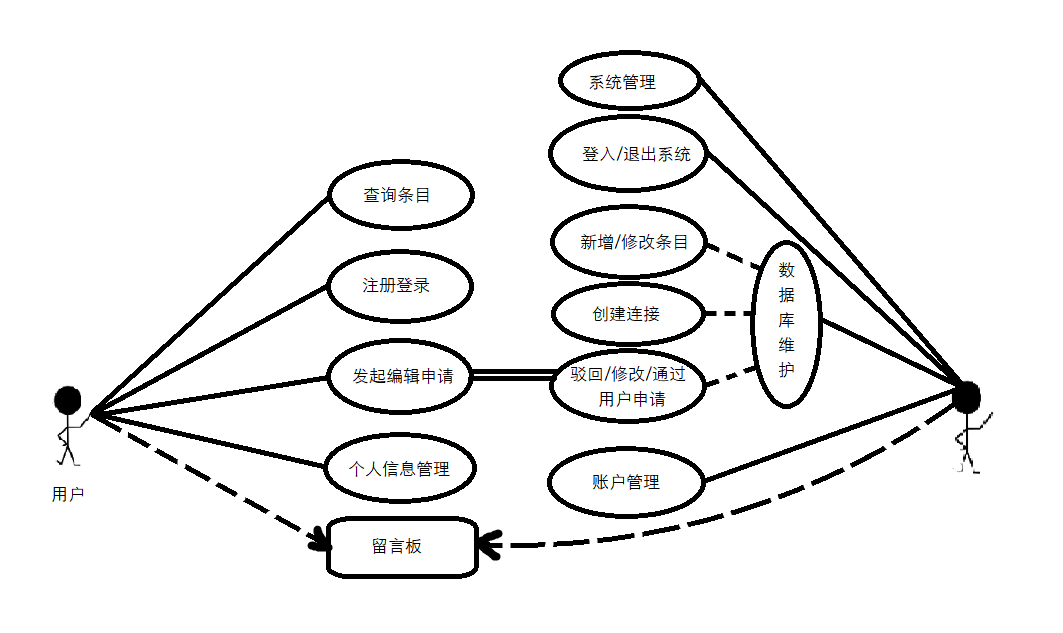 系统管理
登入/退出系统
查询条目
新增/修改条目
数
据
库
维
护
注册登录
创建连接
发起编辑申请
驳回/修改/通过
用户申请
个人信息管理
账户管理
用户
留言板